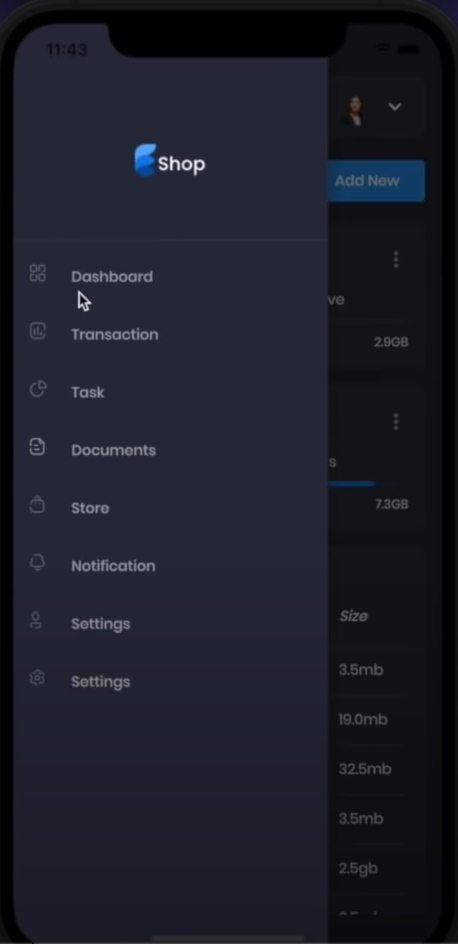 11:43
Shop
Add New
Dashboard
ve
Transaction
2.9GB
Task
Documents
s
Store
7.3GB
Notification
Settings
Size
Settings
3.5mb
19.0mb
32.5mb
3.5mb
2.5gb